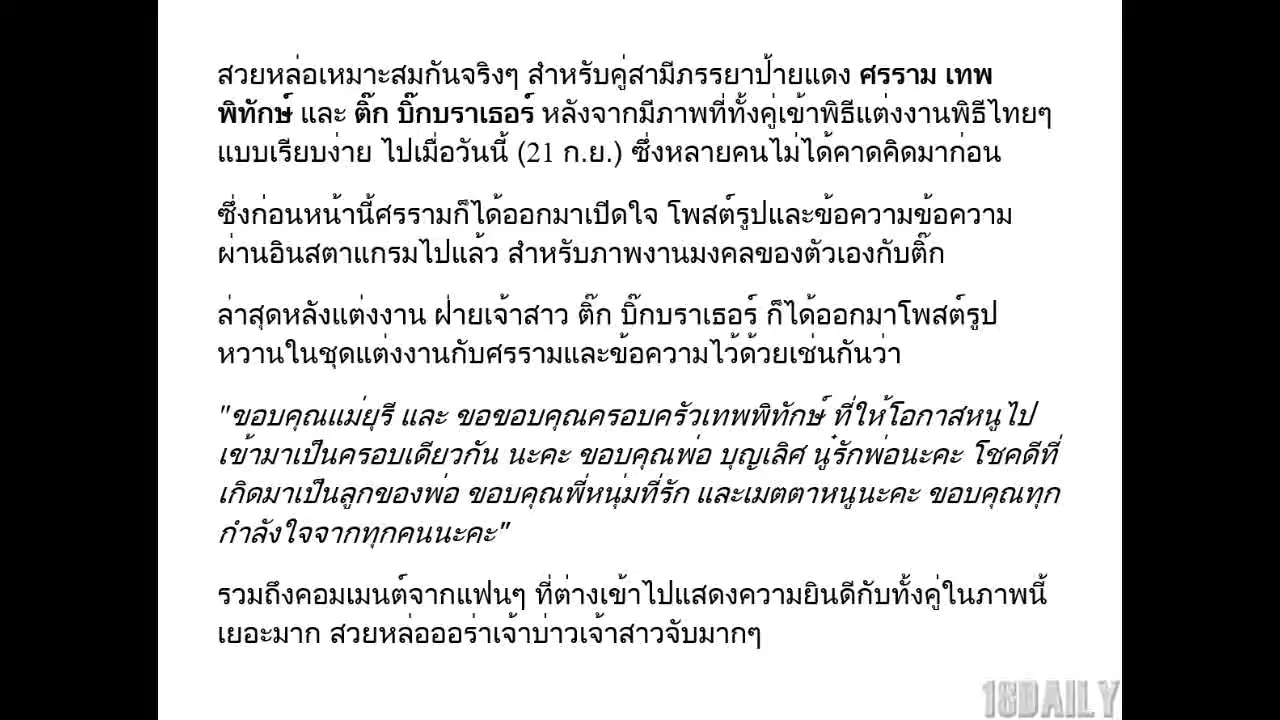 สวยหล่อเหมาะสมกันจริงๆ สำหรับคู่สามีภรรยาป้ายแดง ศรราม เทพ
พิทักษ์ และ ติ๊ก บิ๊กบราเธอร์ หลังจากมีภาพที่ทั้งคู่เข้าพิธีแต่งงานพิธีไทยๆ
แบบเรียบง่าย ไปเมื่อวันนี้ (21 ก.ย.) ซึ่งหลายคนไม่ได้คาดคิดมาก่อน
ซึ่งก่อนหน้านี้ศรรามก็ได้ออกมาเปิดใจ โพสต์รูปและข้อความข้อความ
ผ่านอินสตาแกรมไปแล้ว สำหรับภาพงานมงคลของตัวเองกับติ๊ก
ล่าสุดหลังแต่งงาน ฝ่ายเจ้าสาว ติ๊ก บิ๊กบราเธอร์ ก็ได้ออกมาโพสต์รูป
หวานในชุดแต่งงานกับศรรามและข้อความไว้ด้วยเช่นกันว่า
"ขอบคุณแม่ยุรี และ ขอขอบคุณครอบครัวเทพพิทักษ์ ที่ให้โอกาสหนูไป
เข้ามาเป็นครอบเดียวกัน นะคะ ขอบคุณพ่อ บุญเลิศ นู๋รักพ่อนะคะ โชคดีที่
เกิดมาเป็นลูกของพ่อ ขอบคุณพี่หนุ่มที่รัก และเมตตาหนูนะคะ ขอบคุณทุก
กำลังใจจากทุกคนนะคะ"
รวมถึงคอมเมนต์จากแฟนๆ ที่ต่างเข้าไปแสดงความยินดีกับทั้งคู่ในภาพนี้
เยอะมาก สวยหล่อออร่าเจ้าบ่าวเจ้าสาวจับมากๆ
18DAILY